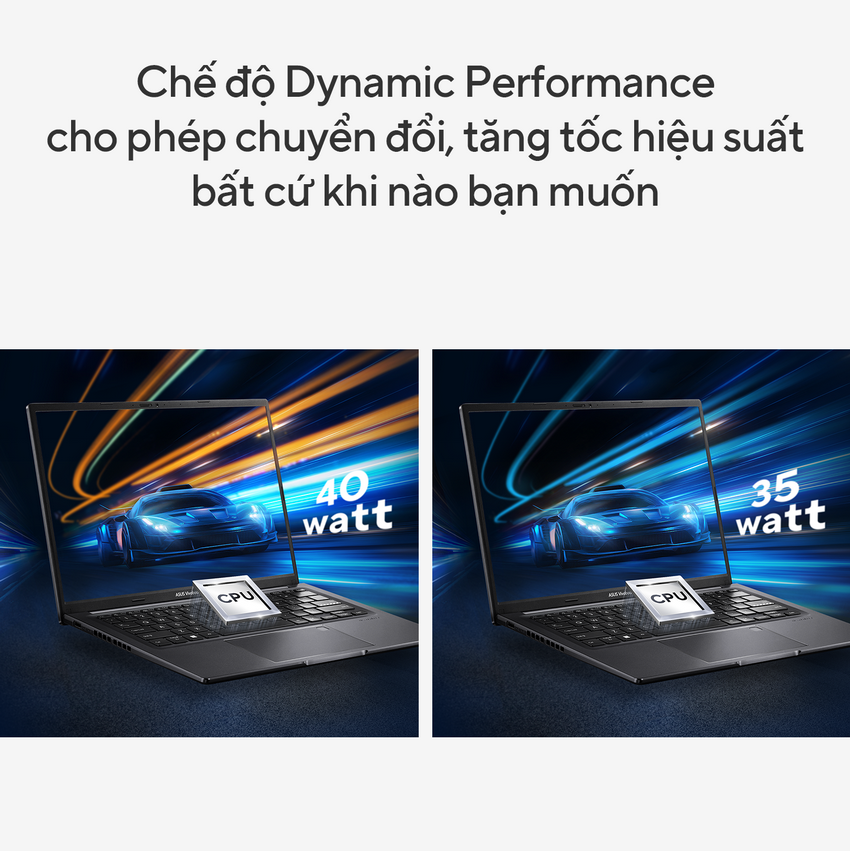 Chế độ Dynamic Performance
cho phép chuyển đổi, tăng tốc hiệu suất
bất cứ khi nào bạn muốn
40
watt
CPU
35
watt
CPU